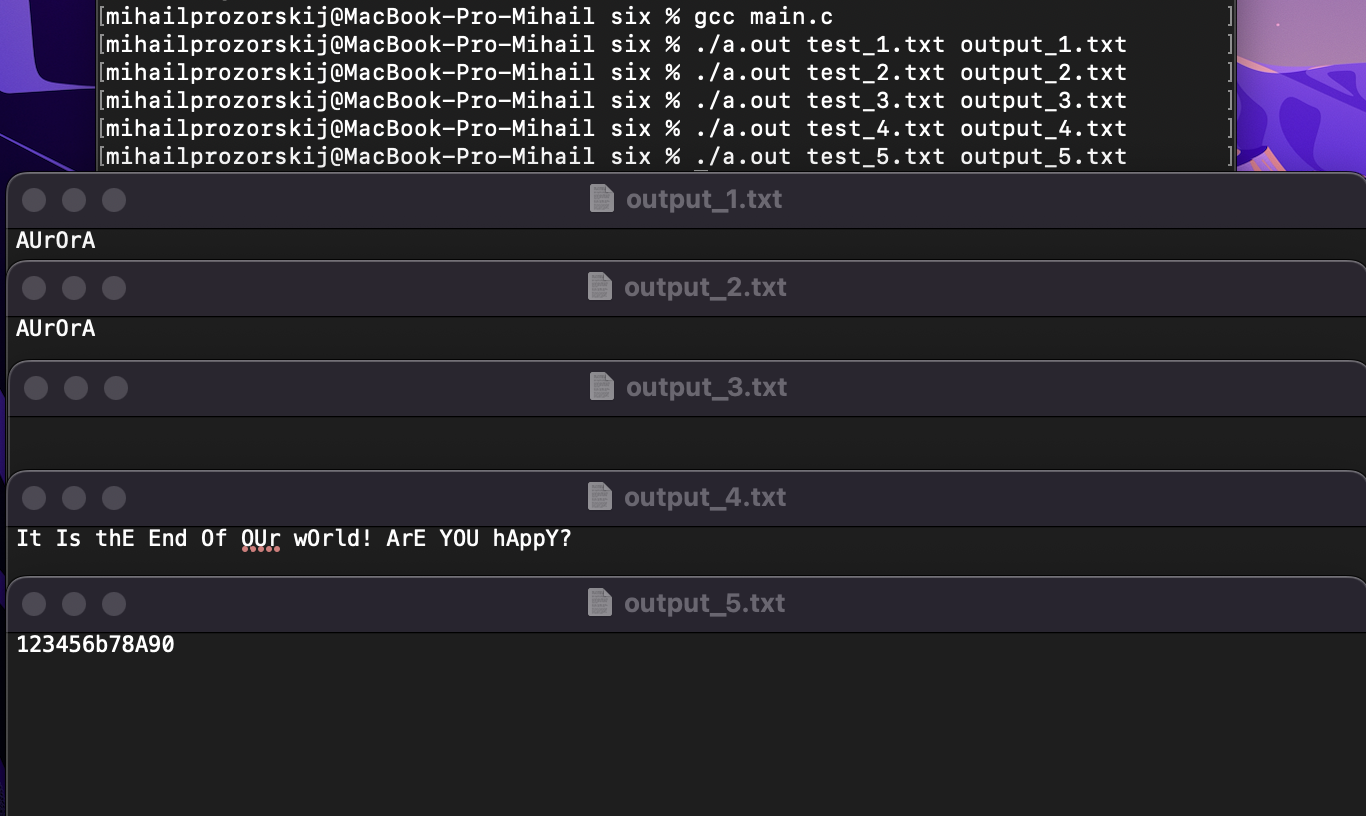 [mihailprozorskij@MacBook-Pro-Mihail six % gcc main.c ]
[mihailprozorskij@MacBook-Pro-Mihail six % ./a.out test_1.txt output_1.txt ]
[mihailprozorskij@MacBook-Pro-Mihail six % ./a.out test_2.txt output_2.txt ]
[mihailprozorskij@MacBook-Pro-Mihail six % ./a.out test_3.txt output_3.txt ]
[mihailprozorskij@MacBook-Pro-Mihail six % ./a.out test_4.txt output_4.txt ]
[mihailprozorskij@MacBook-Pro-Mihail six % ./a.out test_5.txt output_5.txt ]
output_1.txt
AUrOrA
output_2.txt
AUrOrA
output_3.txt
output_4.txt
It Is thE End Of OUr wOrld! ArE YOU hAppY?
output_5.txt
123456b78A90